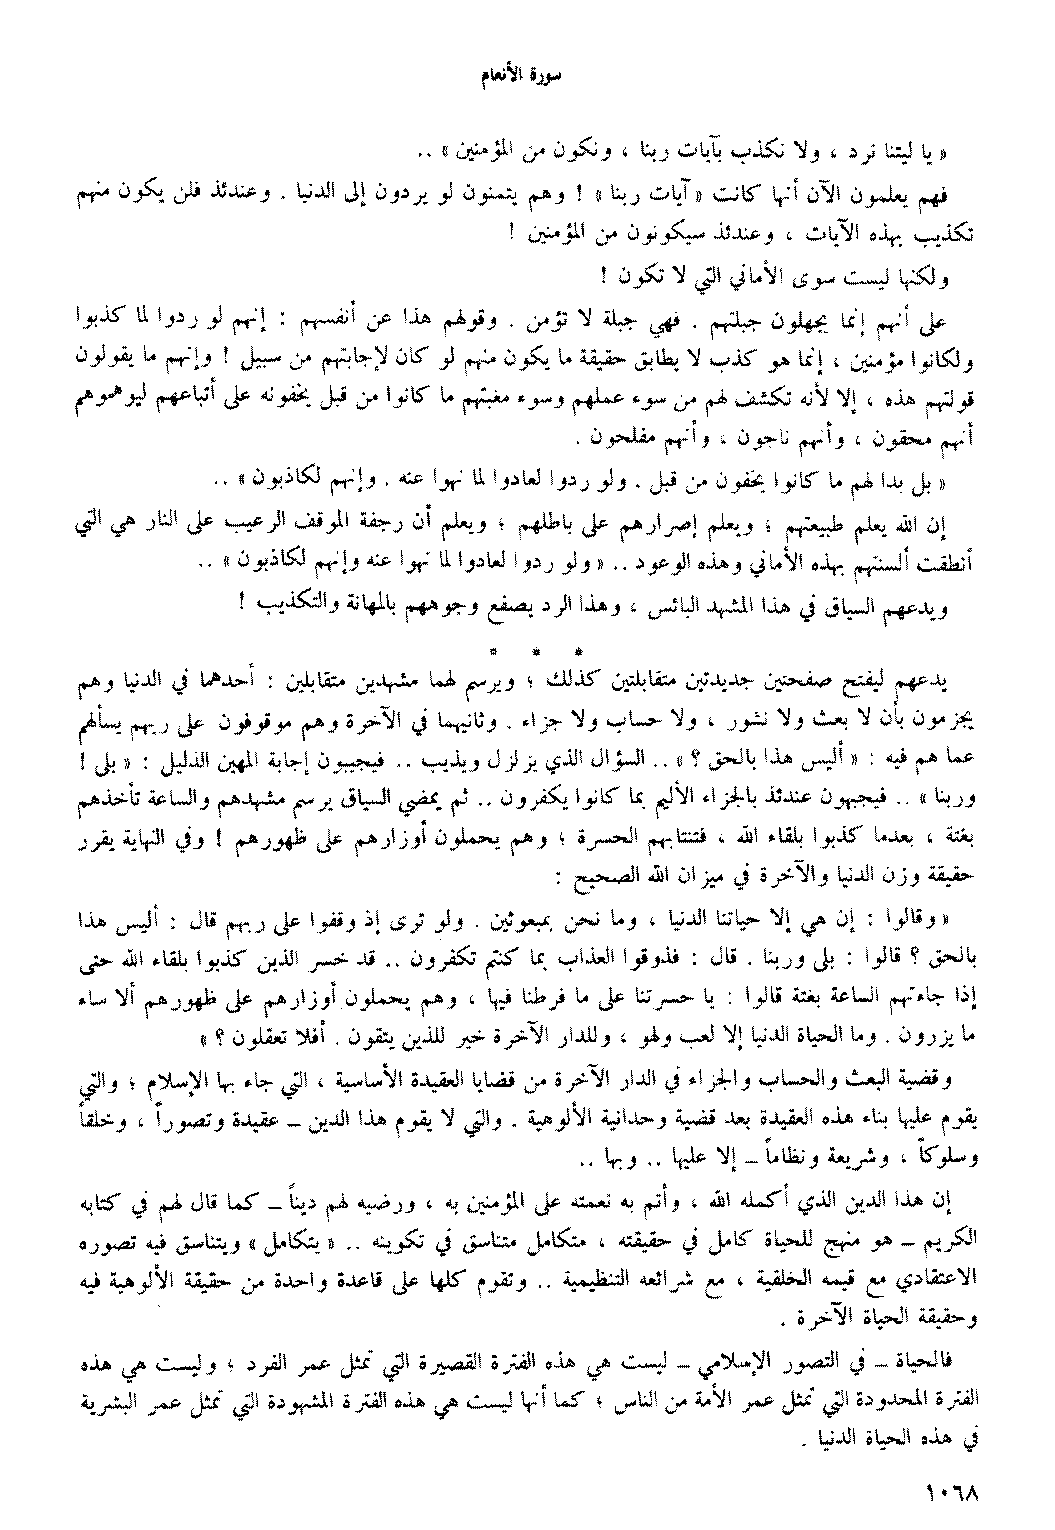 سورة الأنعام
« يا ليتنا نرد ، ولا نكذب بآيات ربنا ، ونكون من المؤمنين » ..
فهم يعلمون الآن أنها كانت « آيات ربنا » ! وهم يتمنون لو يردون إلى الدنيا . وعندئذ فلن يكون منهم
تكذيب بهذه الآيات ، وعندئذ سيكونون من المؤمنين !
ولكنها ليست سوى الأماني التي لا تكون !
على أنهم إنما يجهلون جبلتهم . فهي جبلة لا تؤمن . وقولهم هذا عن أنفسهم : إنهم لو ردوا لما كذبوا
ولكانوا مؤمنين ، إنما هو كذب لا يطابق حقيقة ما يكون منهم لو كان لإجابتهم من سبيل ! وإنهم ما يقولون
قولتهم هذه ، إلا لأنه تكشف لهم من سوء عملهم وسوء مغبتهم ما كانوا من قبل يخفونه على أتباعهم ليوهموهم
أنهم محقون ، وأنهم ناجون ، وأنهم مفلحون .
« بل بدا لهم ما كانوا يخفون من قبل . ولو ردوا لعادوا لما نهوا عنه . وإنهم لكاذبون » ..
إن الله يعلم طبيعتهم ؛ ويعلم إصرارهم على باطلهم ؛ ويعلم أن رجفة الموقف الرعيب على النار هي التي
أنطقت ألسنتهم بهذه الأماني وهذه الوعود .. « ولو ردوا لعادوا لما نهوا عنه وإنهم لكاذبون » ..
ويدعهم السياق في هذا المشهد البائس ، وهذا الرد يصفع وجوههم بالمهانة والتكذيب !
* * *
يدعهم ليفتح صفحتين جديدتين متقابلتين كذلك ؛ ويرسم لهما مشهدين متقابلين : أحدهما في الدنيا وهم
يجزمون بأن لا بعث ولا نشور ، ولا حساب ولا جزاء . وثانيهما في الآخرة وهم موقوفون على ربهم يسألهم
عما هم فيه : « أليس هذا بالحق ؟ » .. السؤال الذي يزلزل ويذيب .. فيجيبون إجابة المهين الذليل : « بلى !
وربنا » .. فيجبهون عندئذ بالجزاء الأليم بما كانوا يكفرون .. ثم يمضي السياق يرسم مشهدهم والساعة تأخذهم
بغتة ، بعدما كذبوا بلقاء الله ، فتنتابهم الحسرة ؛ وهم يحملون أوزارهم على ظهورهم ! وفي النهاية يقرر
حقيقة وزن الدنيا والآخرة في ميزان الله الصحيح :
« وقالوا : إن هي إلا حياتنا الدنيا ، وما نحن بمبعوثين . ولو ترى إذ وقفوا على ربهم قال : أليس هذا
بالحق ؟ قالوا : بلى وربنا . قال : فذوقوا العذاب بما كنتم تكفرون .. قد خسر الذين كذبوا بلقاء الله حتى
إذا جاءتهم الساعة بغتة قالوا : يا حسرتنا على ما فرطنا فيها ، وهم يحملون أوزارهم على ظهورهم ألا ساء
ما يزرون . وما الحياة الدنيا إلا لعب ولهو ، وللدار الآخرة خير للذين يتقون . أفلا تعقلون ؟ »
وقضية البعث والحساب والجزاء في الدار الآخرة من قضايا العقيدة الأساسية ، التي جاء بها الإسلام ؛ والتي
يقوم عليها بناء هذه العقيدة بعد قضية وحدانية الألوهية . والتي لا يقوم هذا الدين – عقيدة وتصوراً ، وخلقاً
وسلوكاً ، وشريعة ونظاماً – إلا عليها .. وبها ..
إن هذا الدين الذي أكمله الله ، وأتم به نعمته على المؤمنين به ، ورضيه لهم ديناً – كما قال لهم في كتابه
الكريم – هو منهج للحياة كامل في حقيقته ، متكامل متناسق في تكوينه .. « يتكامل » ويتناسق فيه تصوره
الاعتقادي مع قيمه الخلقية ، مع شرائعه التنظيمية .. وتقوم كلها على قاعدة واحدة من حقيقة الألوهية فيه
وحقيقة الحياة الآخرة .
فالحياة – في التصور الإسلامي – ليست هي هذه الفترة القصيرة التي تمثل عمر الفرد ؛ وليست هي هذه
الفترة المحدودة التي تمثل عمر الأمة من الناس ؛ كما أنها ليست هي هذه الفترة المشهودة التي تمثل عمر البشرية
في هذه الحياة الدنيا .
١٠٦٨